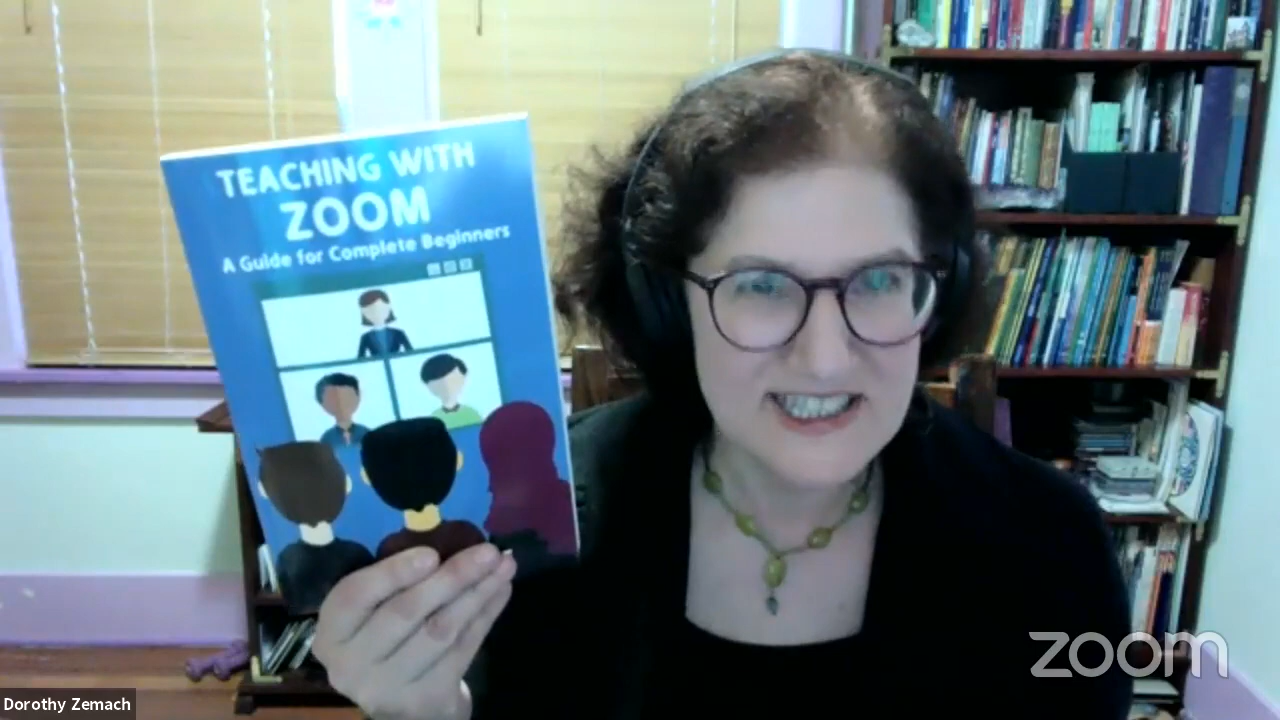 TEACHING WITH
ZOOM
A Guide for Complete Beginners
zoom
Dorothy Zemach